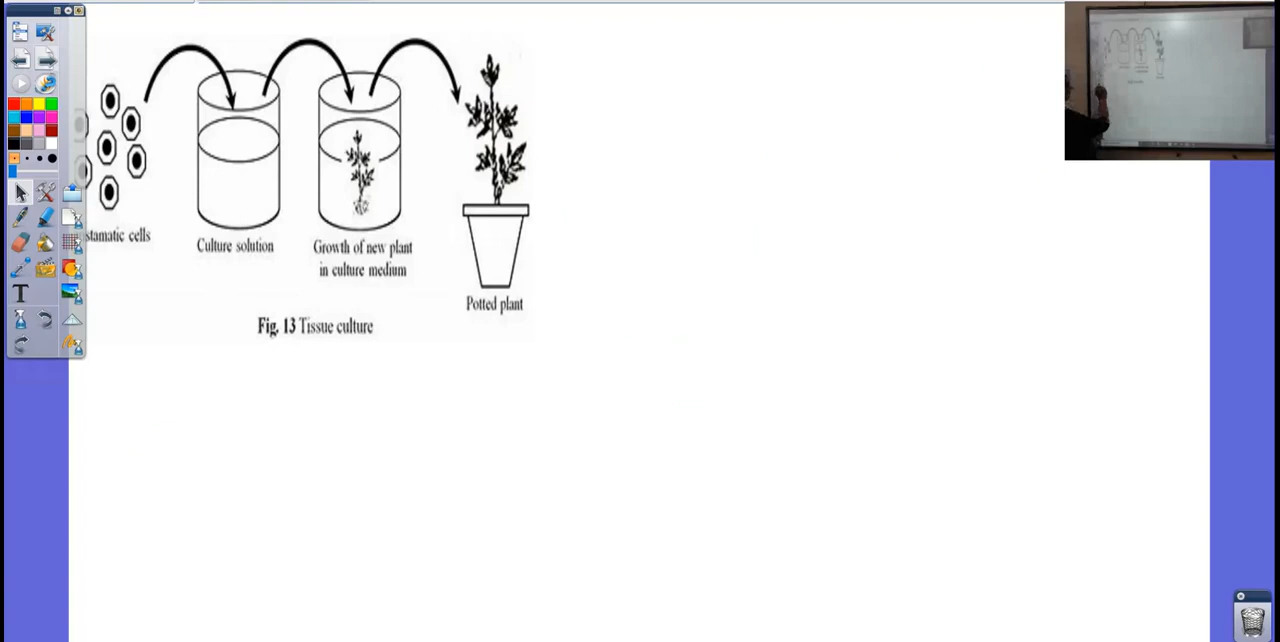 stamatic cells
Culture solution
Growth of new plant
in culture medium
Potted plant
Fig. 13 Tissue culture
T